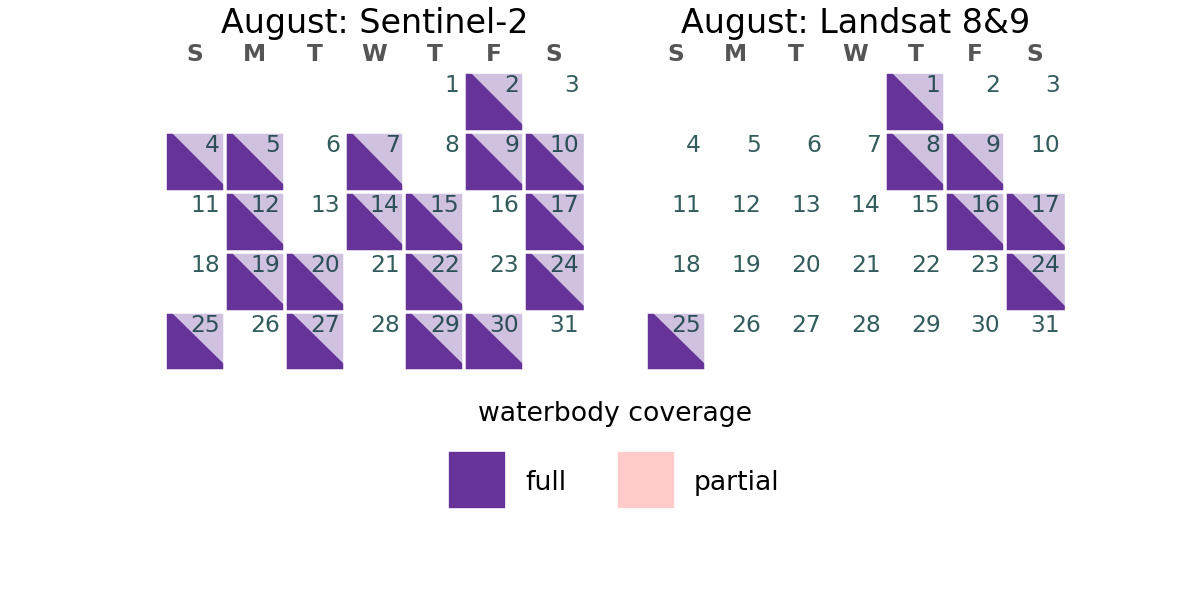 August: Sentinel-2
S M T W T F S
1 2 3
4 5 6 7 8 9 10
11 12 13 14 15 16 17
18 19 20 21 22 23 24
25 26 27 28 29 30 31
August: Landsat 8&9
S M T W T F S
1 2 3
4 5 6 7 8 9 10
11 12 13 14 15 16 17
18 19 20 21 22 23 24
25 26 27 28 29 30 31
waterbody coverage
full partial